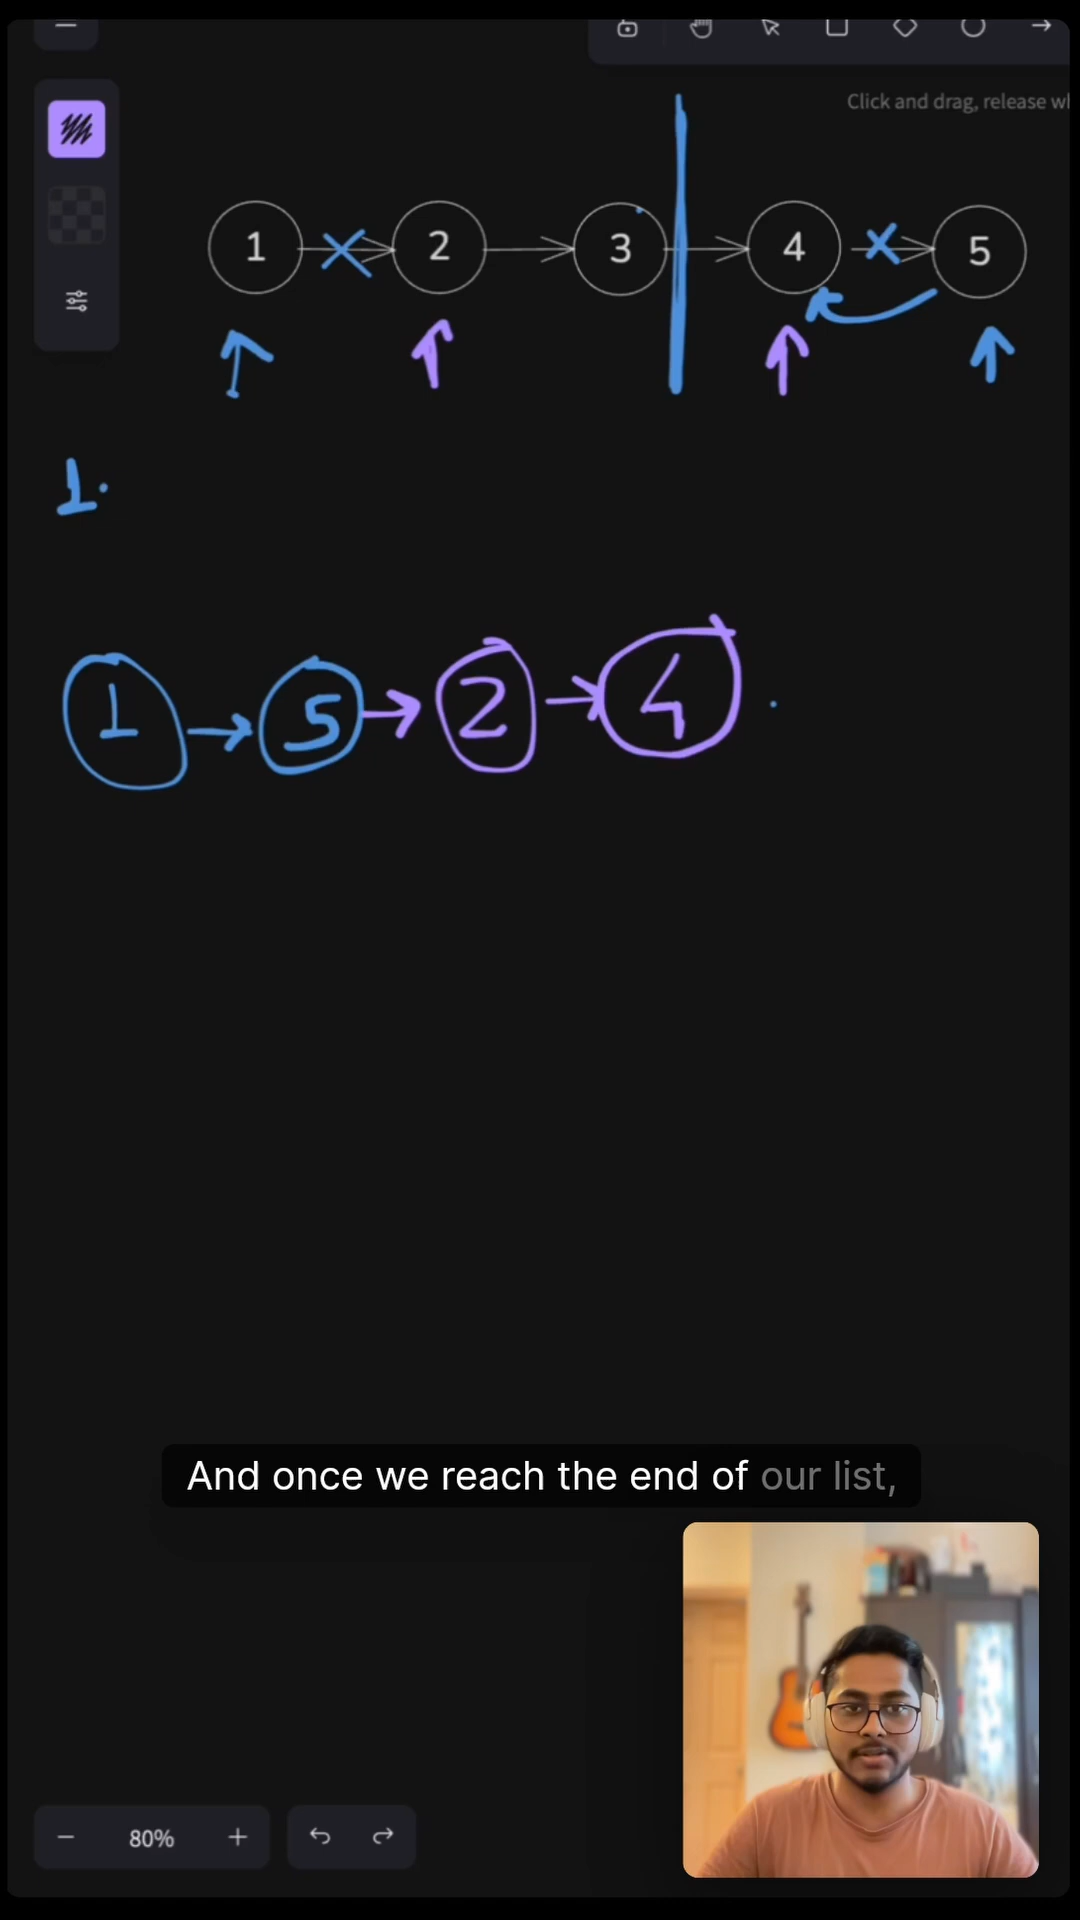 Click and drag, release wh
1 2 3 4 5
1.
1 5 2 4
And once we reach the end of our list,
80%